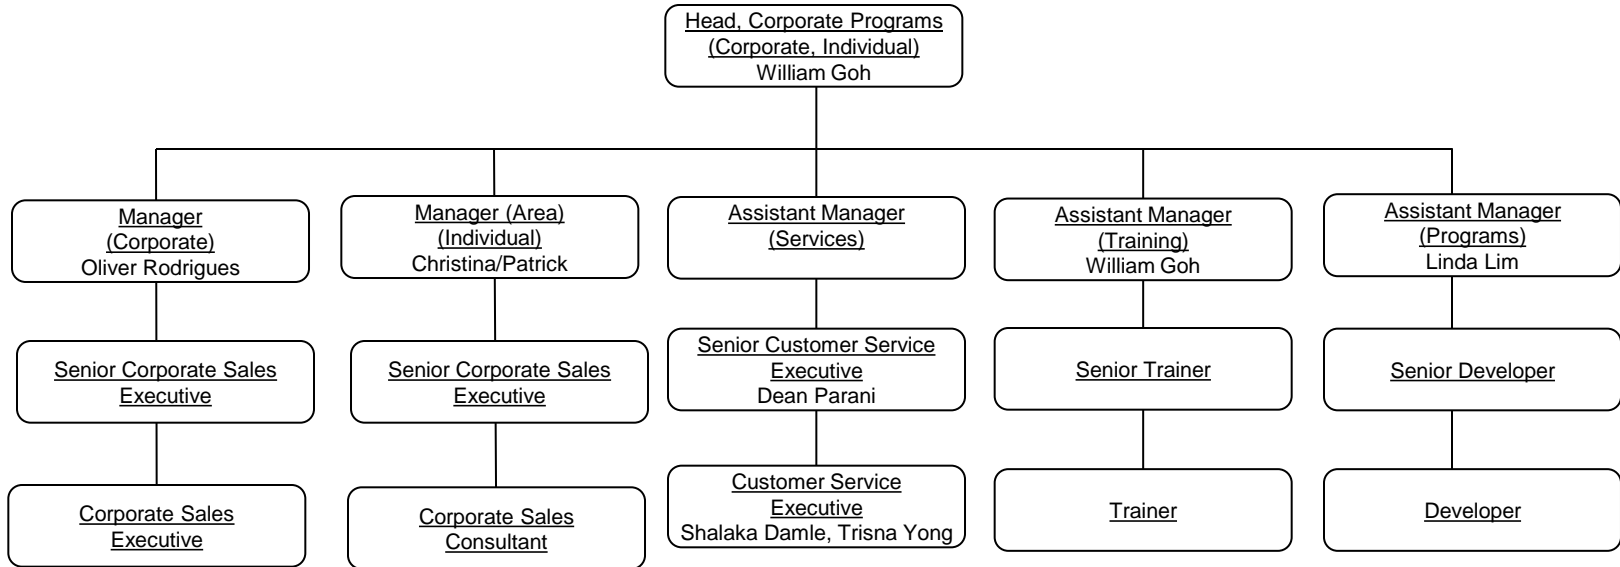 Head, Corporate Programs
(Corporate, Individual)
William Goh
Manager
(Corporate)
Oliver Rodrigues
Manager (Area)
(Individual)
Christina/Patrick
Assistant Manager
(Services)
Assistant Manager
(Training)
William Goh
Assistant Manager
(Programs)
Linda Lim
Senior Corporate Sales
Executive
Senior Corporate Sales
Executive
Senior Customer Service
Executive
Dean Parani
Senior Trainer
Senior Developer
Corporate Sales
Executive
Corporate Sales
Consultant
Customer Service
Executive
Shalaka Damle, Trisna Yong
Trainer
Developer